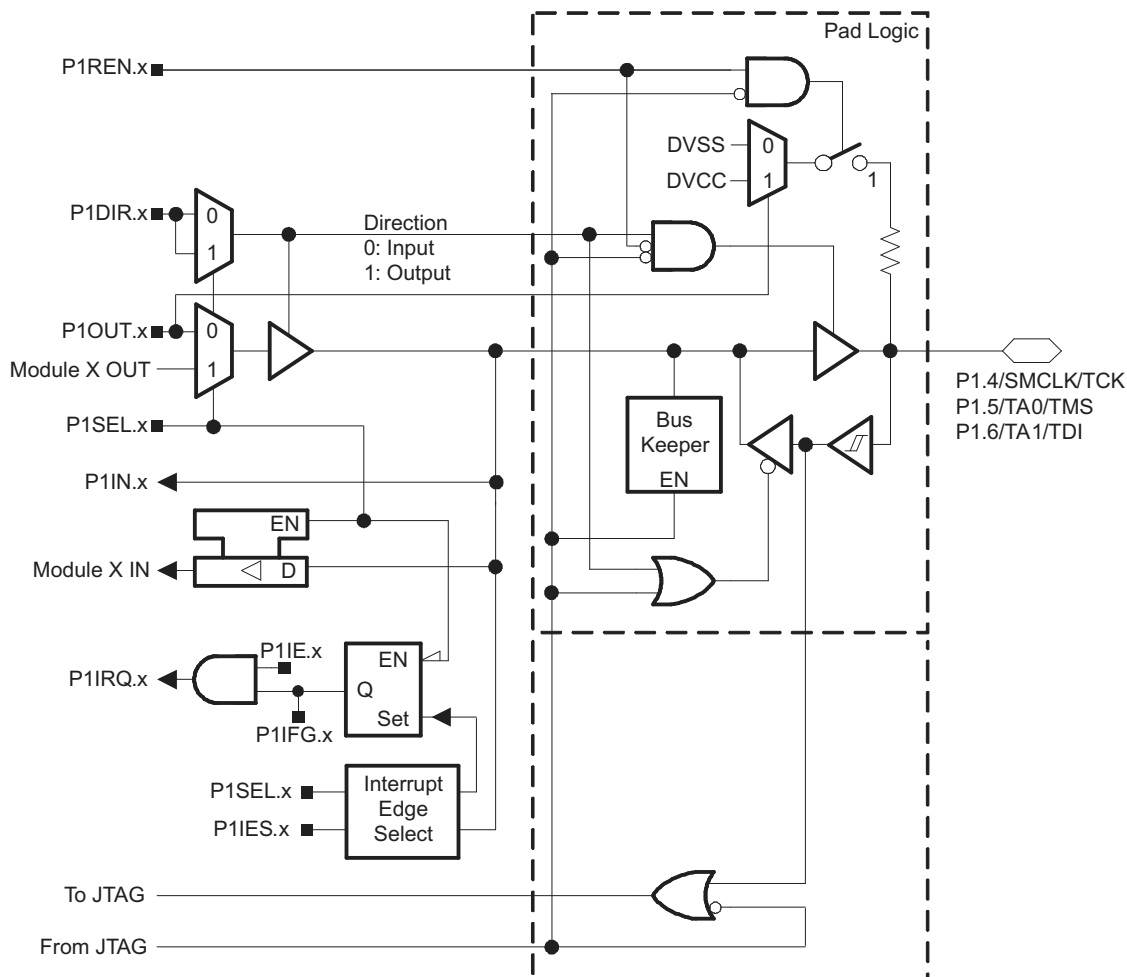 Pad Logic
P1REN.x
DVSS
0
DVCC
1
1
P1DIR.x
0
1
Direction
0: Input
1: Output
P1OUT.x
0
Module X OUT
1
P1.4/SMCLK/TCK
P1.5/TA0/TMS
P1.6/TA1/TDI
P1SEL.x
Bus
Keeper
EN
P1IN.x
EN
Module X IN
D
P1IE.x
P1IRQ.x
EN
Q
Set
P1IFG.x
P1SEL.x
P1IES.x
Interrupt
Edge
Select
To JTAG
From JTAG